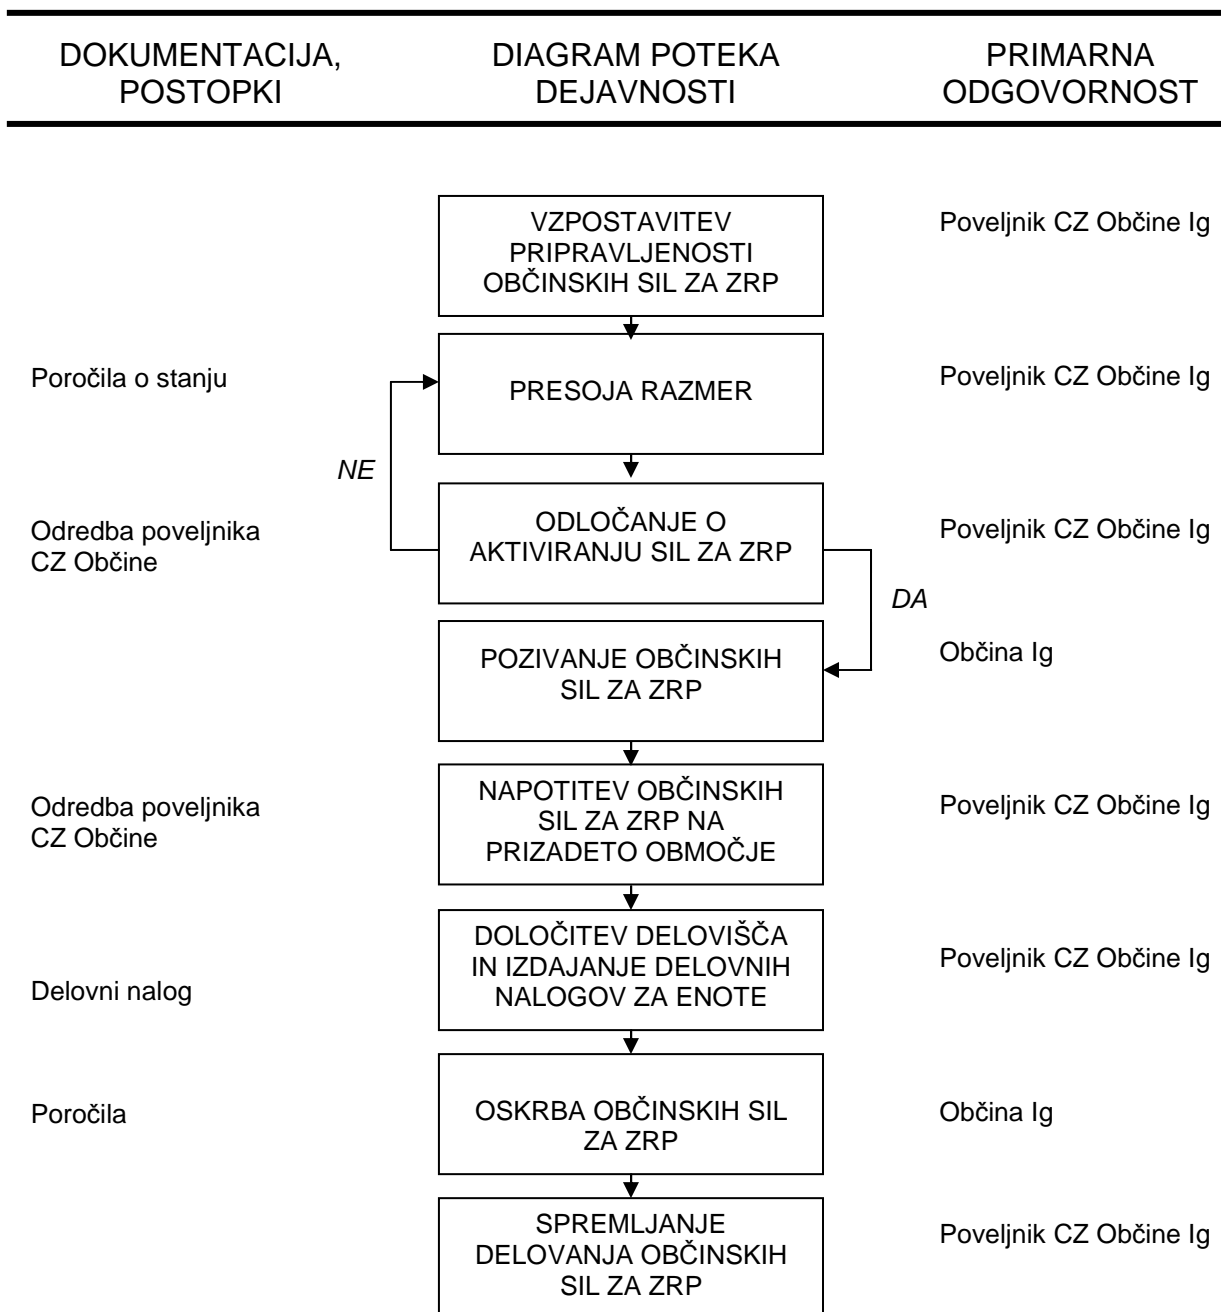 DOKUMENTACIJA,
POSTOPKI
DIAGRAM POTEKA
DEJAVNOSTI
PRIMARNA
ODGOVORNOST
VZPOSTAVITEV
PRIPRAVLJENOSTI
OBČINSKIH SIL ZA ZRP
Poveljnik CZ Občine Ig
Poročila o stanju
PRESOJA RAZMER
Poveljnik CZ Občine Ig
NE
Odredba poveljnika
CZ Občine
ODLOČANJE O
AKTIVIRANJU SIL ZA ZRP
Poveljnik CZ Občine Ig
DA
POZIVANJE OBČINSKIH
SIL ZA ZRP
Občina Ig
Odredba poveljnika
CZ Občine
NAPOTITEV OBČINSKIH
SIL ZA ZRP NA
PRIZADETO OBMOČJE
Poveljnik CZ Občine Ig
Delovni nalog
DOLOČITEV DELOVIŠČA
IN IZDAJANJE DELOVNIH
NALOGOV ZA ENOTE
Poveljnik CZ Občine Ig
Poročila
OSKRBA OBČINSKIH SIL
ZA ZRP
Občina Ig
SPREMLJANJE
DELOVANJA OBČINSKIH
SIL ZA ZRP
Poveljnik CZ Občine Ig